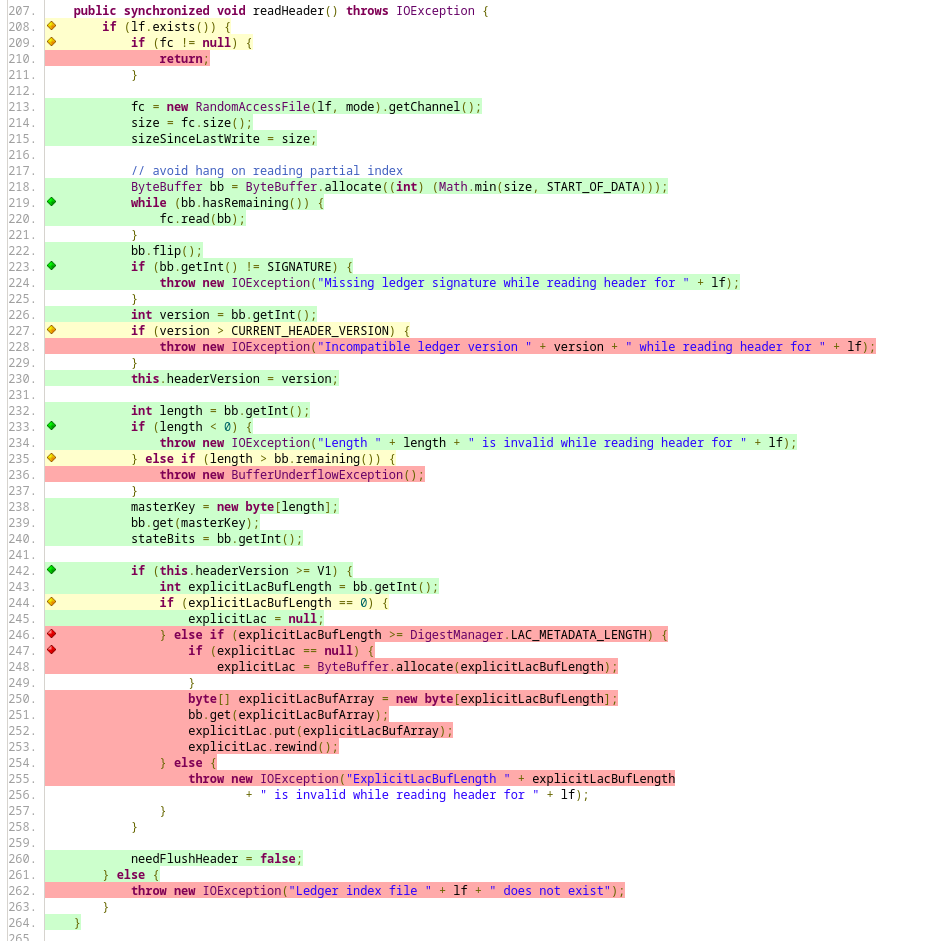 207.     public synchronized void readHeader() throws IOException {
208.         if (lf.exists()) {
209.             if (fc != null) {
210.                 return;
211.             }
212.
213.             fc = new RandomAccessFile(lf, mode).getChannel();
214.             size = fc.size();
215.             sizeSinceLastWrite = size;
216.
217.             // avoid hang on reading partial index
218.             ByteBuffer bb = ByteBuffer.allocate((int) (Math.min(size, START_OF_DATA)));
219.             while (bb.hasRemaining()) {
220.                 fc.read(bb);
221.             }
222.             bb.flip();
223.             if (bb.getInt() != SIGNATURE) {
224.                 throw new IOException("Missing ledger signature while reading header for " + lf);
225.             }
226.             int version = bb.getInt();
227.             if (version > CURRENT_HEADER_VERSION) {
228.                 throw new IOException("Incompatible ledger version " + version + " while reading header for " + lf);
229.             }
230.             this.headerVersion = version;
231.
232.             int length = bb.getInt();
233.             if (length < 0) {
234.                 throw new IOException("Length " + length + " is invalid while reading header for " + lf);
235.             } else if (length > bb.remaining()) {
236.                 throw new BufferUnderflowException();
237.             }
238.             masterKey = new byte[length];
239.             bb.get(masterKey);
240.             stateBits = bb.getInt();
241.
242.             if (this.headerVersion >= V1) {
243.                 int explicitLacBufLength = bb.getInt();
244.                 if (explicitLacBufLength == 0) {
245.                     explicitLac = null;
246.                 } else if (explicitLacBufLength >= DigestManager.LAC_METADATA_LENGTH) {
247.                     if (explicitLac == null) {
248.                         explicitLac = ByteBuffer.allocate(explicitLacBufLength);
249.                     }
250.                     byte[] explicitLacBufArray = new byte[explicitLacBufLength];
251.                     bb.get(explicitLacBufArray);
252.                     explicitLac.put(explicitLacBufArray);
253.                     explicitLac.rewind();
254.                 } else {
255.                     throw new IOException("ExplicitLacBufLength " + explicitLacBufLength
256.                             + " is invalid while reading header for " + lf);
257.                 }
258.             }
259.
260.             needFlushHeader = false;
261.         } else {
262.             throw new IOException("Ledger index file " + lf + " does not exist");
263.         }
264.     }
265.